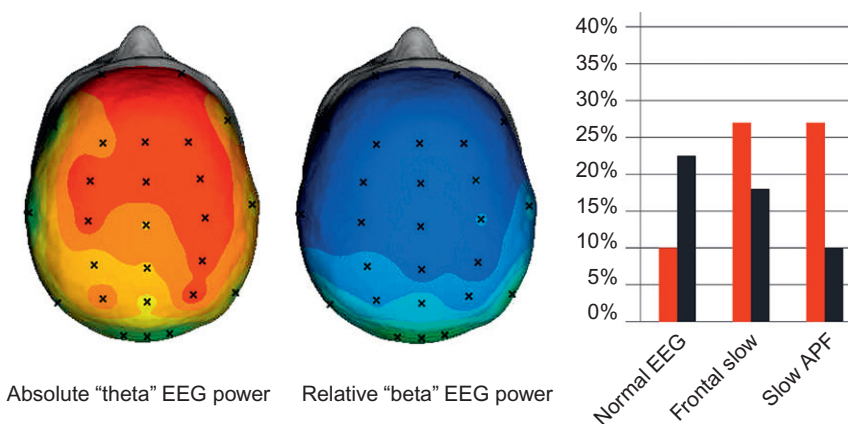 40%
35%
30%
25%
20%
10%
5%
0%
Absolute “theta” EEG power
Relative “beta” EEG power
Normal EEG
Frontal slow
Slow APF